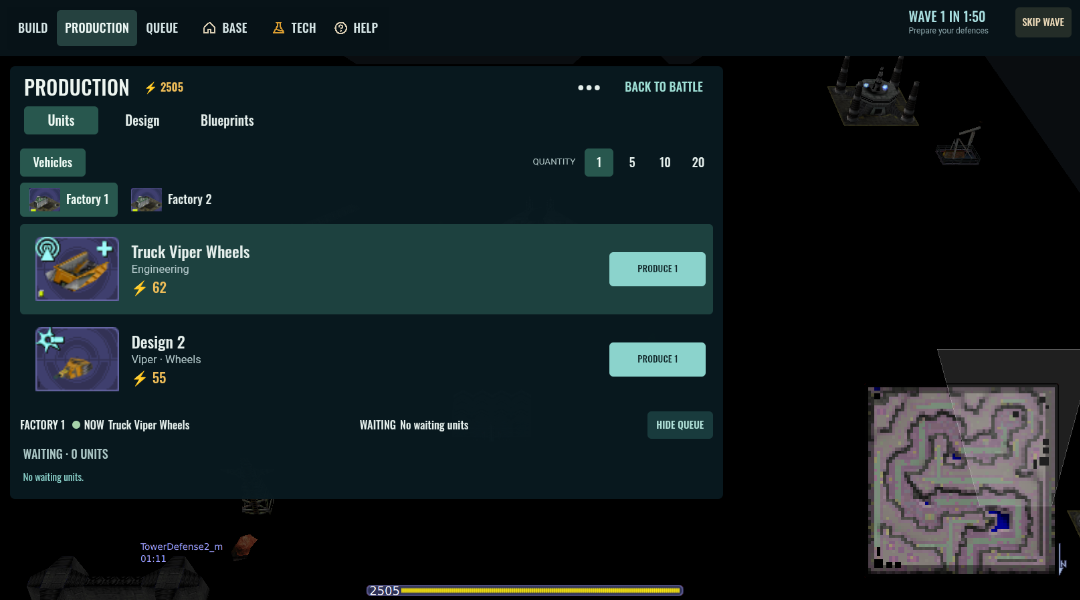 BUILD PRODUCTION QUEUE BASE TECH HELP
WAVE 1 IN 1:50
Prepare your defences
SKIP WAVE
PRODUCTION 2505
BACK TO BATTLE
Units Design Blueprints
Vehicles
QUANTITY 1 5 10 20
Factory 1 Factory 2
Truck Viper Wheels
Engineering
62
PRODUCE 1
Design 2
Viper · Wheels
55
PRODUCE 1
FACTORY 1 NOW Truck Viper Wheels
WAITING No waiting units
HIDE QUEUE
WAITING · 0 UNITS
No waiting units.
TowerDefense2_m
01:11
2505
N